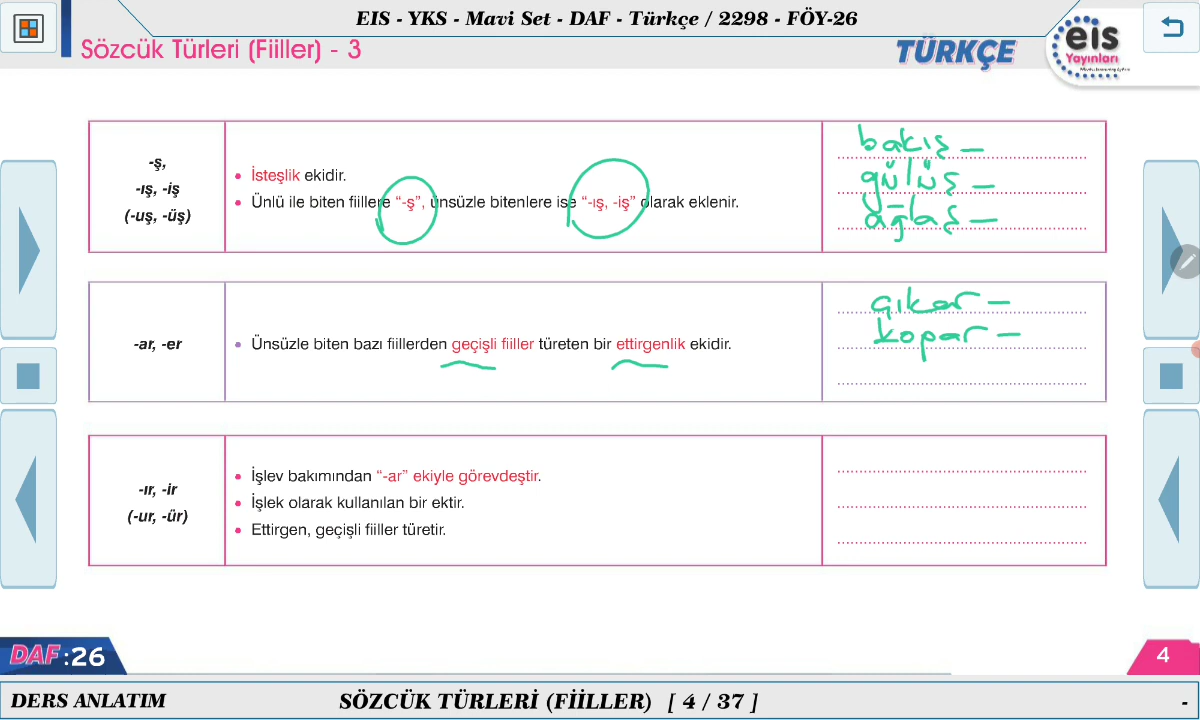 EIS - YKS - Mavi Set - DAF - Türkçe / 2298 - FÖY-26
Sözcük Türleri (Fiiller) - 3
TÜRKÇE
eis
Yayınları
-ş,
-ış, -iş
(-uş, -üş)
• İsteşlik ekidir.
• Ünlü ile biten fiillere “-ş”, ünsüzle bitenlere ise “-ış, -iş” olarak eklenir.
bakış –
gülüş –
ağlaş –
-ar, -er
• Ünsüzle biten bazı fiillerden geçişli fiiller türeten bir ettirgenlik ekidir.
çıkar –
kopar –
-ır, -ir
(-ur, -ür)
• İşlev bakımından “-ar” ekiyle görevdeştir.
• İşlek olarak kullanılan bir ektir.
• Ettirgen, geçişli fiiller türetir.
DAF:26
4
DERS ANLATIM
SÖZCÜK TÜRLERİ (FİİLLER) [ 4 / 37 ]
-